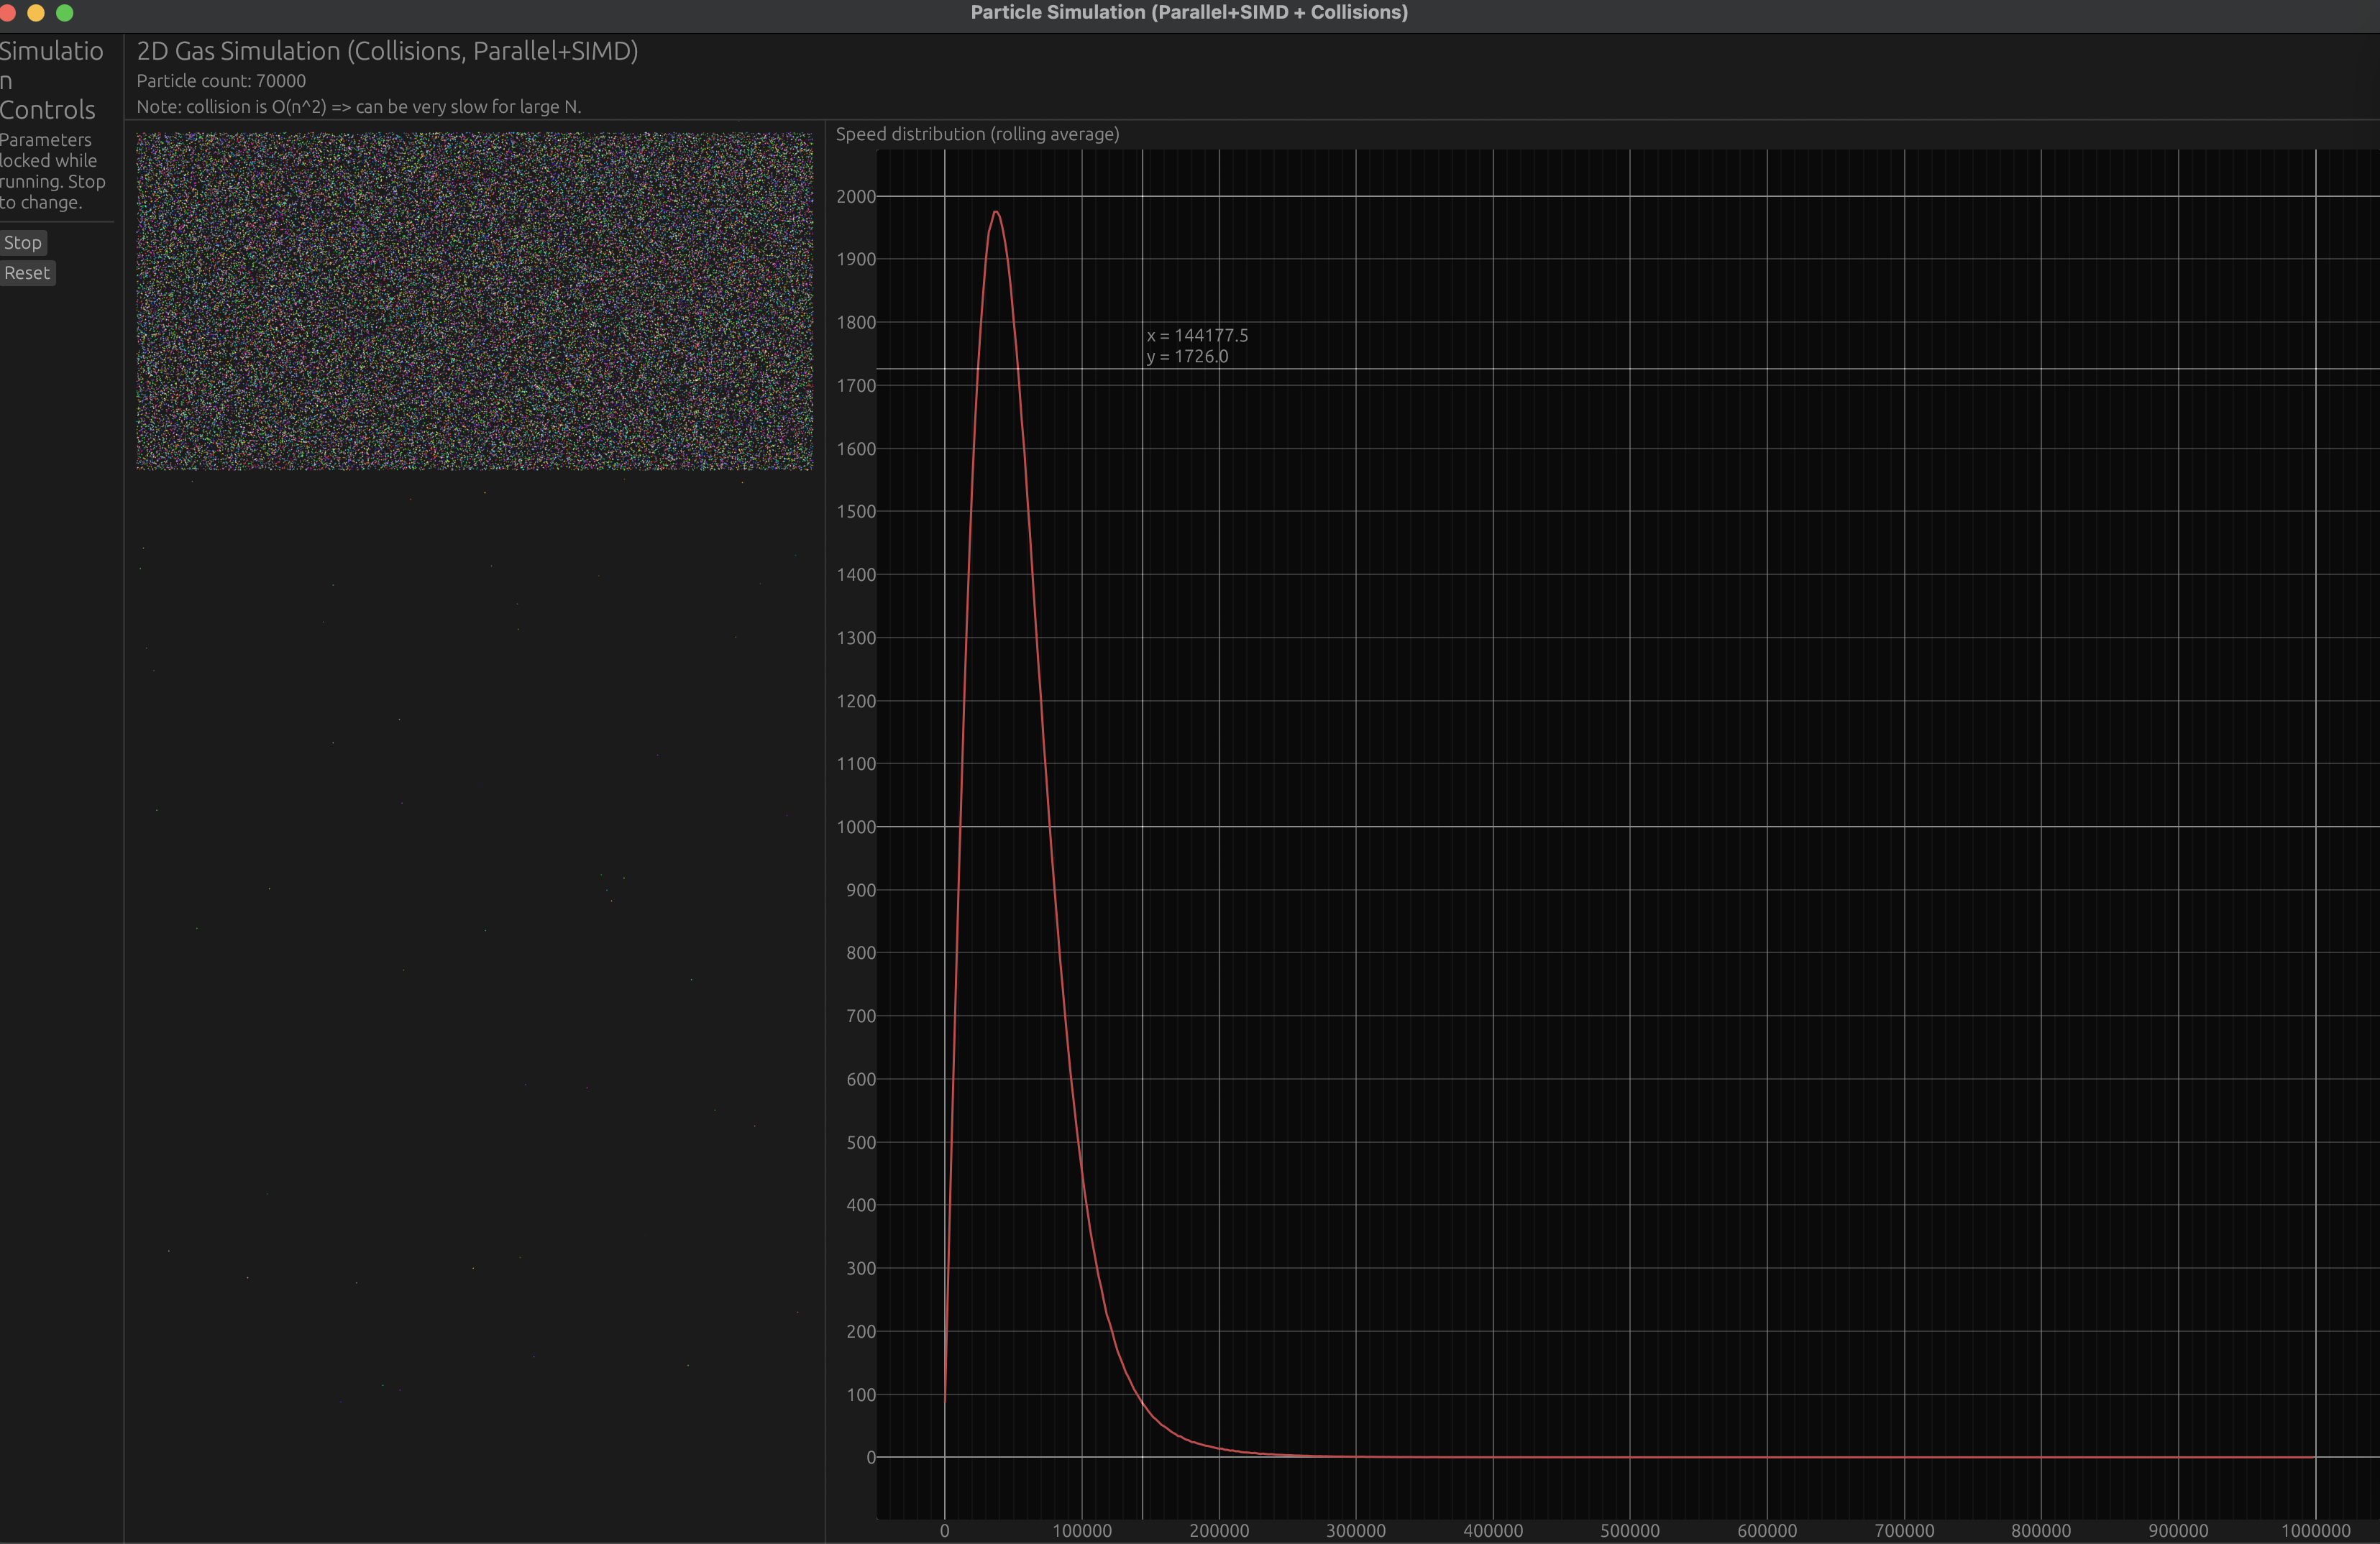 Particle Simulation (Parallel+SIMD + Collisions)
Simulatio
n
Controls
Parameters
locked while
running. Stop
to change.
Stop
Reset
2D Gas Simulation (Collisions, Parallel+SIMD)
Particle count: 70000
Note: collision is O(n^2) => can be very slow for large N.
Speed distribution (rolling average)
2000
1900
1800
x = 144177.5
y = 1726.0
1700
1600
1500
1400
1300
1200
1100
1000
900
800
700
600
500
400
300
200
100
0
0 100000 200000 300000 400000 500000 600000 700000 800000 900000 1000000